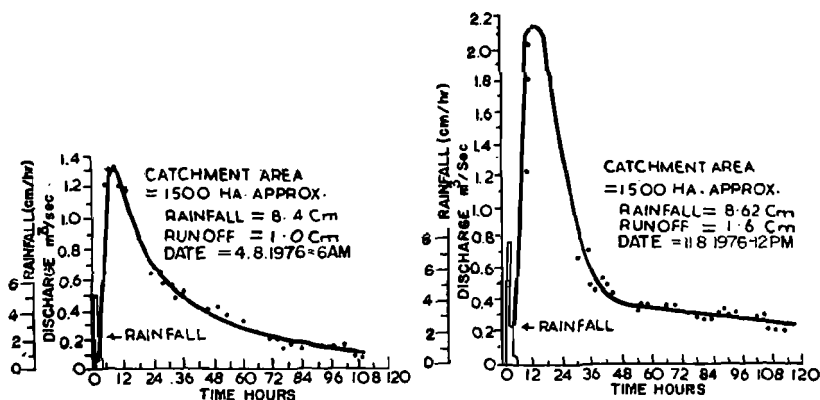 RAINFALL (cm/hr)
6
4
2
0
DISCHARGE m³/sec
1.4
1.2
1.0
0.8
0.6
0.4
0.2
0
CATCHMENT AREA
=1500 HA. APPROX.
RAINFALL = 8.4 Cm
RUNOFF = 1.0 Cm
DATE = 4.8.1976=6AM
←RAINFALL
0 12 24 36 48 60 72 84 96 108 120
TIME HOURS
RAINFALL (cm/hr)
8
6
4
2
0
DISCHARGE m³/Sec
2.2
2.0
1.8
1.6
1.4
1.2
1.0
0.8
0.6
0.4
0.2
0
CATCHMENT AREA
=1500 HA. APPROX.
RAINFALL= 8.62 Cm
RUNOFF = 1.6 Cm
DATE =11.8 1976-12PM
←RAINFALL
0 12 24 36 48 60 72 84 96 108 120
TIME HOURS